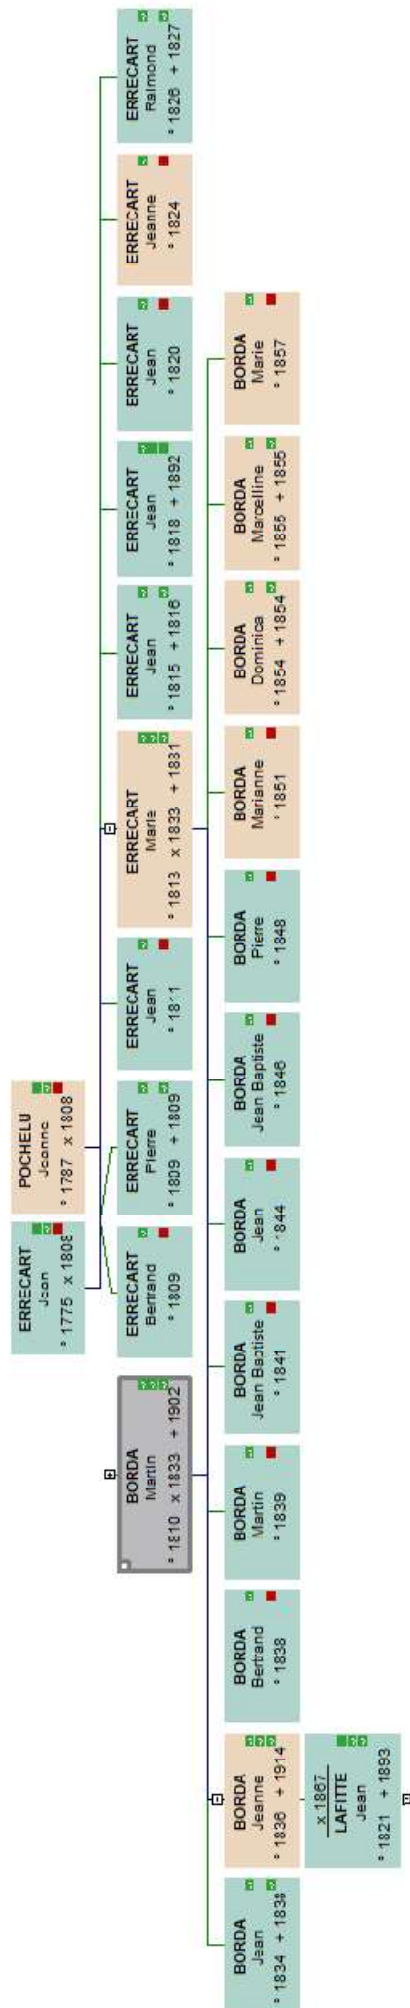 ERRECART
Jean
° 1775 x 1808
POCHELU
Jeanne
° 1787 x 1808
BORDA
Martin
° 1810 x 1833 + 1902
ERRECART
Bertrand
° 1809
ERRECART
Pierre
° 1809 + 1809
ERRECART
Jean
° 1811
ERRECART
Marie
° 1813 x 1833 + 1881
ERRECART
Jean
° 1815 + 1816
ERRECART
Jean
° 1818 + 1892
ERRECART
Jean
° 1820
ERRECART
Jeanne
° 1824
ERRECART
Raimond
° 1826 + 1827
BORDA
Jean
° 1834 + 1838
BORDA
Jeanne
° 1836 + 1914
BORDA
Bertrand
° 1838
BORDA
Martin
° 1839
BORDA
Jean Baptiste
° 1841
BORDA
Jean
° 1844
BORDA
Jean Baptiste
° 1846
BORDA
Pierre
° 1848
BORDA
Marianne
° 1851
BORDA
Dominica
° 1854 + 1854
BORDA
Marcelline
° 1855 + 1855
BORDA
Marie
° 1857
x 1867
LAFITTE
Jean
° 1821 + 1893